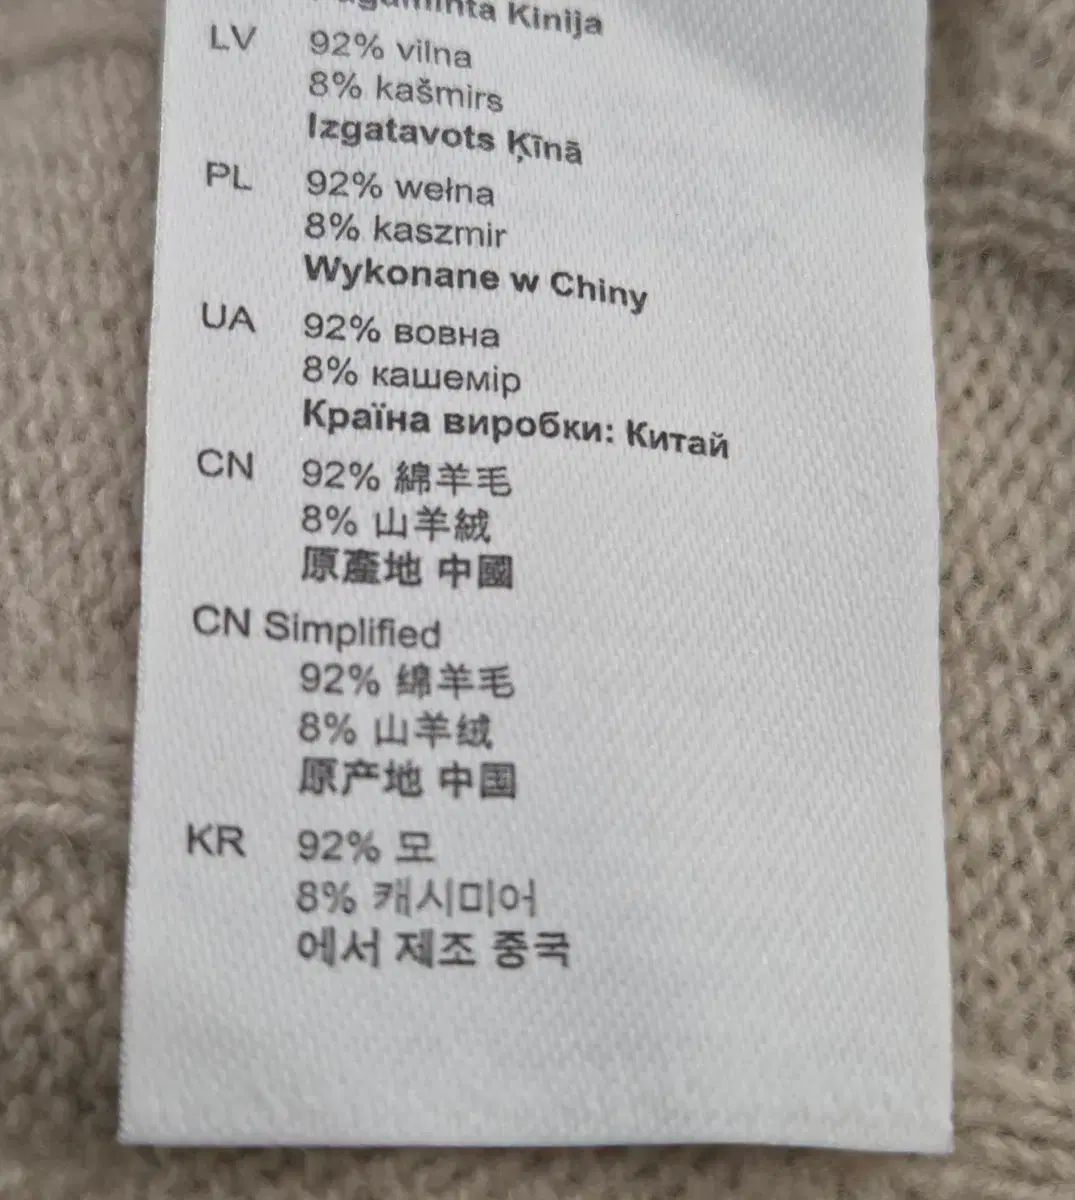 Kinija
LV 92% vilna
8% kašmirs
Izgatavots Ķīnā
PL 92% wełna
8% kaszmir
Wykonane w Chiny
UA 92% вовна
8% кашемір
Країна виробки: Китай
CN 92% 綿羊毛
8% 山羊絨
原產地 中國
CN Simplified
92% 绵羊毛
8% 山羊绒
原产地 中国
KR 92% 모
8% 캐시미어
에서 제조 중국